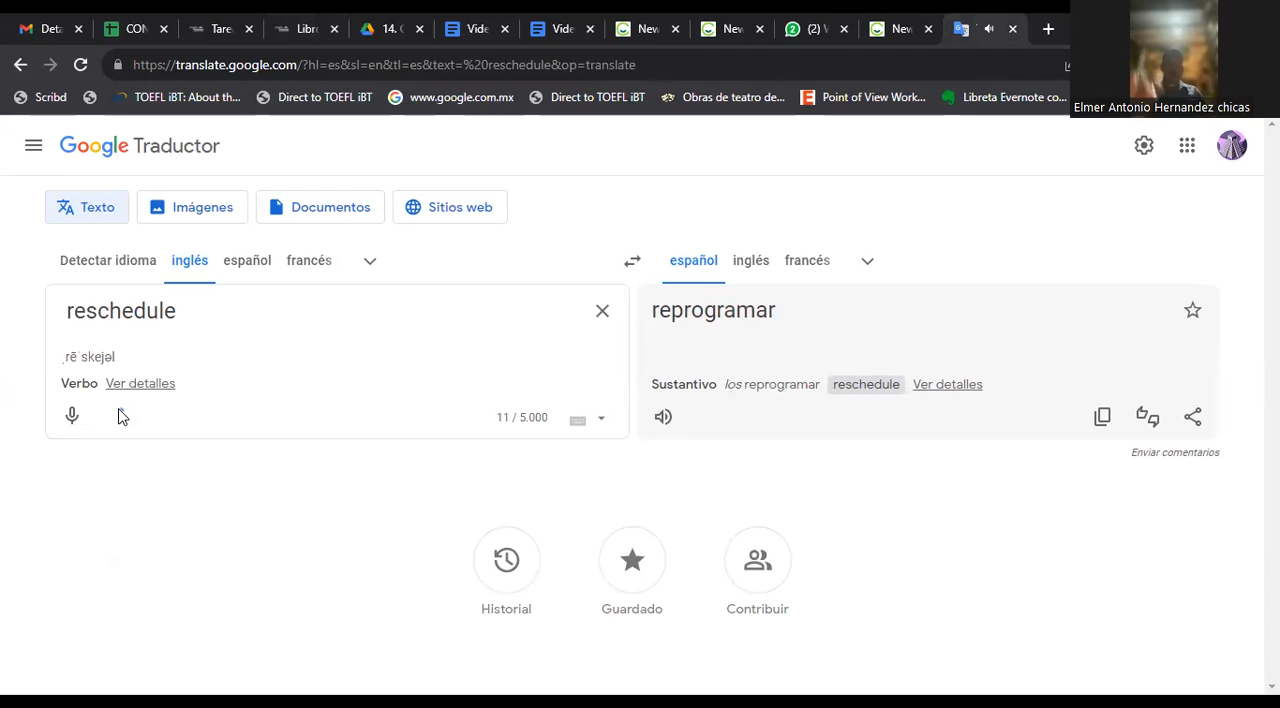 Deta
CON
Tarea
Libro
14. C
Vide
Vide
New
New
(2) W
New
https://translate.google.com/?hl=es&sl=en&tl=es&text=%20reschedule&op=translate
Scribd
TOEFL iBT: About th...
Direct to TOEFL iBT
www.google.com.mx
Direct to TOEFL iBT
Obras de teatro de...
Point of View Work...
Libreta Evernote co...
Elmer Antonio Hernandez chicas
Google Traductor
Texto
Imágenes
Documentos
Sitios web
Detectar idioma inglés español francés
español inglés francés
reschedule
reprogramar
ˌrēˈskejəl
Verbo Ver detalles
Sustantivo los reprogramar reschedule Ver detalles
11 / 5.000
Enviar comentarios
Historial
Guardado
Contribuir